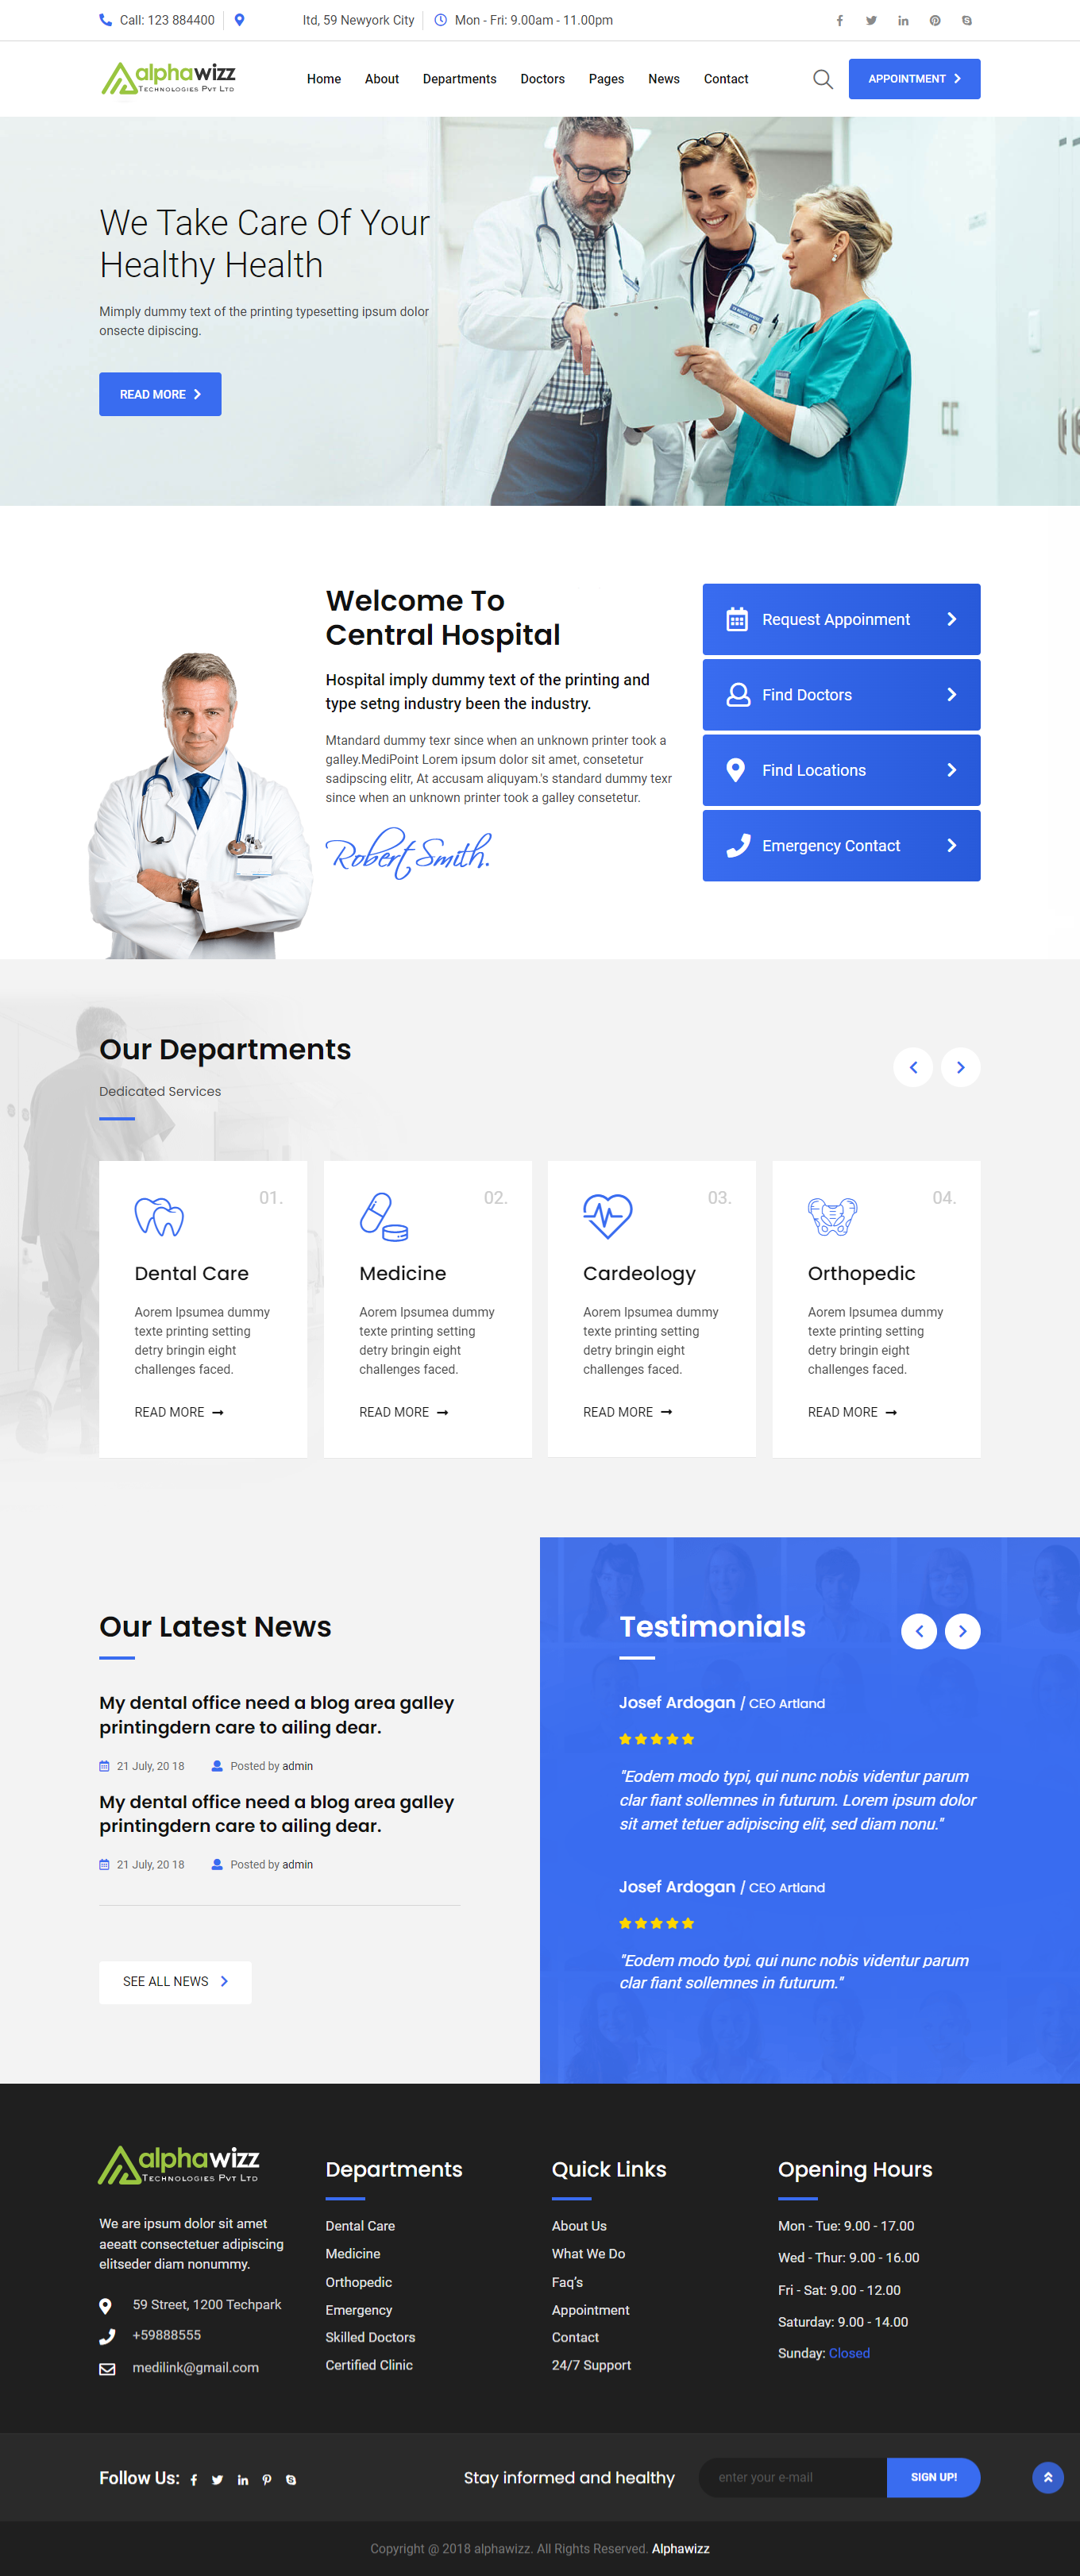 Call: 123 884400
ltd, 59 Newyork City
Mon - Fri: 9.00am - 11.00pm
alphawizz
Technologies Pvt Ltd
Home About Departments Doctors Pages News Contact
APPOINTMENT
We Take Care Of Your
Healthy Health
Mimply dummy text of the printing typesetting ipsum dolor
onsecte dipiscing.
READ MORE
Welcome To
Central Hospital
Hospital imply dummy text of the printing and
type setng industry been the industry.
Mtandard dummy texr since when an unknown printer took a
galley.MediPoint Lorem ipsum dolor sit amet, consetetur
sadipscing elitr, At accusam aliquyam.'s standard dummy texr
since when an unknown printer took a galley consetetur.
Robert Smith.
Request Appoinment
Find Doctors
Find Locations
Emergency Contact
Our Departments
Dedicated Services
01.
Dental Care
Aorem Ipsumea dummy
texte printing setting
detry bringin eight
challenges faced.
READ MORE
02.
Medicine
Aorem Ipsumea dummy
texte printing setting
detry bringin eight
challenges faced.
READ MORE
03.
Cardeology
Aorem Ipsumea dummy
texte printing setting
detry bringin eight
challenges faced.
READ MORE
04.
Orthopedic
Aorem Ipsumea dummy
texte printing setting
detry bringin eight
challenges faced.
READ MORE
Our Latest News
My dental office need a blog area galley
printingdern care to ailing dear.
21 July, 20 18 Posted by admin
My dental office need a blog area galley
printingdern care to ailing dear.
21 July, 20 18 Posted by admin
SEE ALL NEWS
Testimonials
Josef Ardogan / CEO Artland
"Eodem modo typi, qui nunc nobis videntur parum
clar fiant sollemnes in futurum. Lorem ipsum dolor
sit amet tetuer adipiscing elit, sed diam nonu."
Josef Ardogan / CEO Artland
"Eodem modo typi, qui nunc nobis videntur parum
clar fiant sollemnes in futurum."
alphawizz
Technologies Pvt Ltd
We are ipsum dolor sit amet
aeeatt consectetuer adipiscing
elitseder diam nonummy.
59 Street, 1200 Techpark
+59888555
medilink@gmail.com
Departments
Dental Care
Medicine
Orthopedic
Emergency
Skilled Doctors
Certified Clinic
Quick Links
About Us
What We Do
Faq's
Appointment
Contact
24/7 Support
Opening Hours
Mon - Tue: 9.00 - 17.00
Wed - Thur: 9.00 - 16.00
Fri - Sat: 9.00 - 12.00
Saturday: 9.00 - 14.00
Sunday: Closed
Follow Us:
Stay informed and healthy
enter your e-mail
SIGN UP!
Copyright @ 2018 alphawizz. All Rights Reserved. Alphawizz